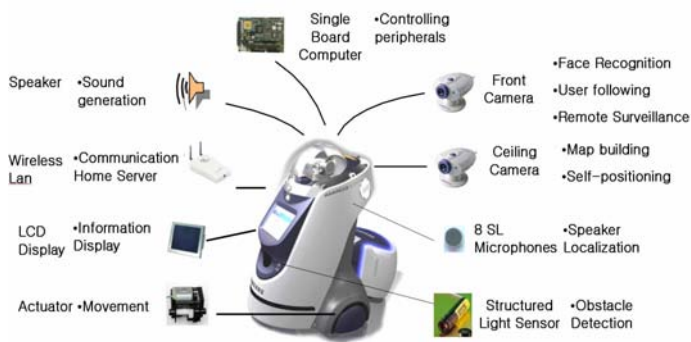 Single
Board
Computer
•Controlling
peripherals
Speaker
•Sound
generation
Front
Camera
•Face Recognition
•User following
•Remote Surveillance
Wireless
Lan
•Communication
Home Server
Ceiling
Camera
•Map building
•Self-positioning
LCD
Display
•Information
Display
8 SL
Microphones
•Speaker
Localization
Actuator •Movement
Structured
Light Sensor
•Obstacle
Detection